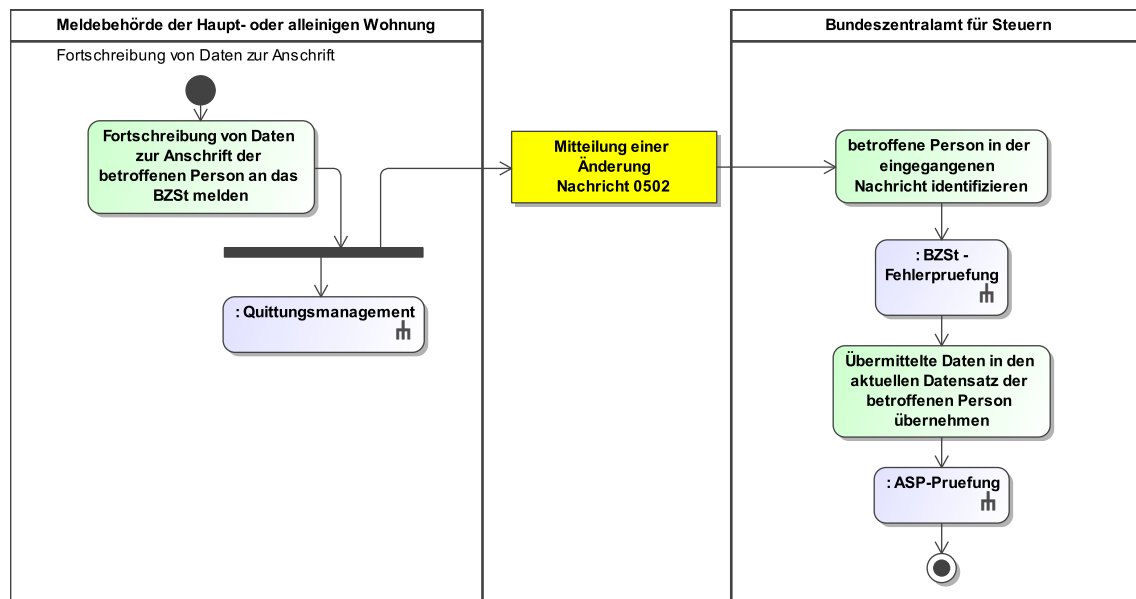 Meldebehörde der Haupt- oder alleinigen Wohnung
Fortschreibung von Daten zur Anschrift
Fortschreibung von Daten
zur Anschrift der
betroffenen Person an das
BZSt melden
: Quittungsmanagement
Mitteilung einer
Änderung
Nachricht 0502
Bundeszentralamt für Steuern
betroffene Person in der
eingegangenen
Nachricht identifizieren
: BZSt -
Fehlerpruefung
Übermittelte Daten in den
aktuellen Datensatz der
betroffenen Person
übernehmen
: ASP-Pruefung